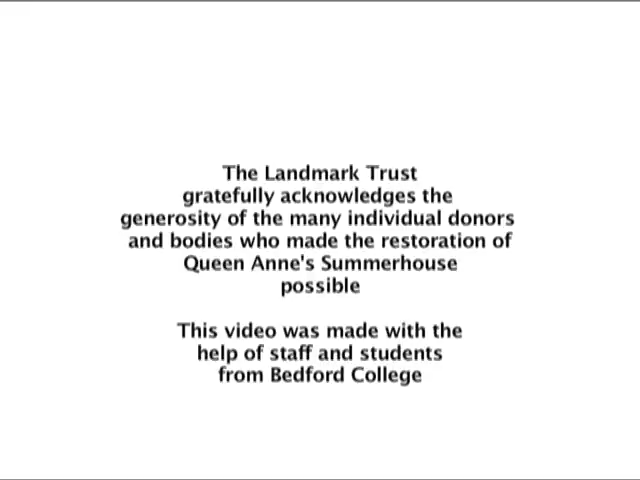 The Landmark Trust
gratefully acknowledges the
generosity of the many individual donors
and bodies who made the restoration of
Queen Anne's Summerhouse
possible
This video was made with the
help of staff and students
from Bedford College